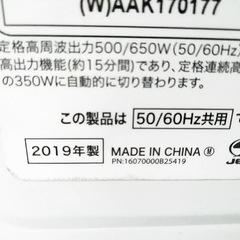 (W)AAK170177
定格高周波出力500/650W(50/60Hz)
高出力機能(約15分間)であり、定格連続高
の350Wに自動的に切り替わります。
この製品は 50/60Hz共用
2019年製 MADE IN CHINA
PN:16070000B25419